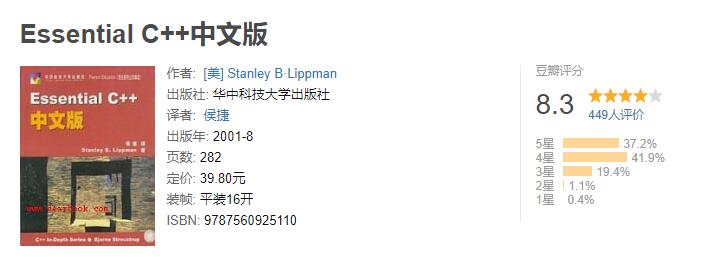 Essential C++中文版
Essential C++
中文版
侯捷 译
Stanley B. Lippman 著
C++ In-Depth Series ● Bjarne Stroustrup
作者: [美] Stanley B·Lippman
出版社: 华中科技大学出版社
译者: 侯捷
出版年: 2001-8
页数: 282
定价: 39.80元
装帧: 平装16开
ISBN: 9787560925110
豆瓣评分
8.3
449人评价
5星 37.2%
4星 41.9%
3星 19.4%
2星 1.1%
1星 0.4%